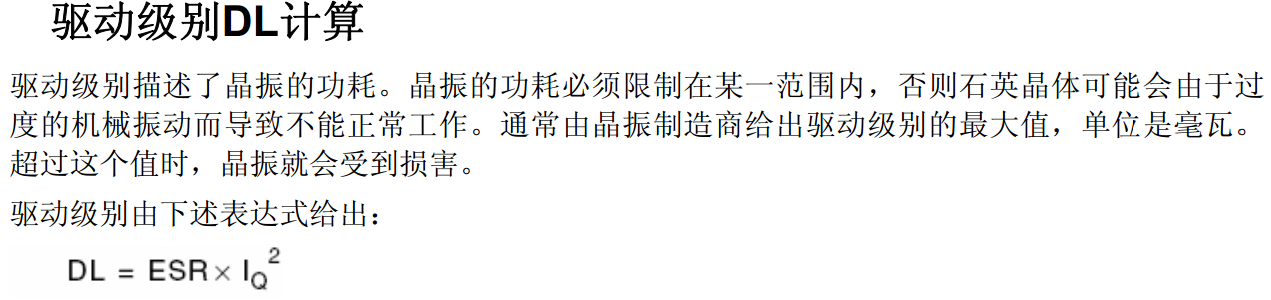 驱动级别DL计算
驱动级别描述了晶振的功耗。晶振的功耗必须限制在某一范围内，否则石英晶体可能会由于过
度的机械振动而导致不能正常工作。通常由晶振制造商给出驱动级别的最大值，单位是毫瓦。
超过这个值时，晶振就会受到损害。
驱动级别由下述表达式给出：
DL = ESR × I_Q^2